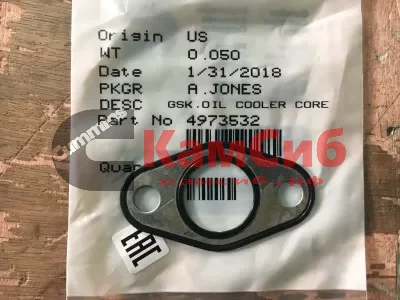 Origin US
WT 0.050
Date 1/31/2018
PKGR A.JONES
DESC GSK.OIL COOLER CORE
Part No 4973532
Cummins
КамСиб
EAC